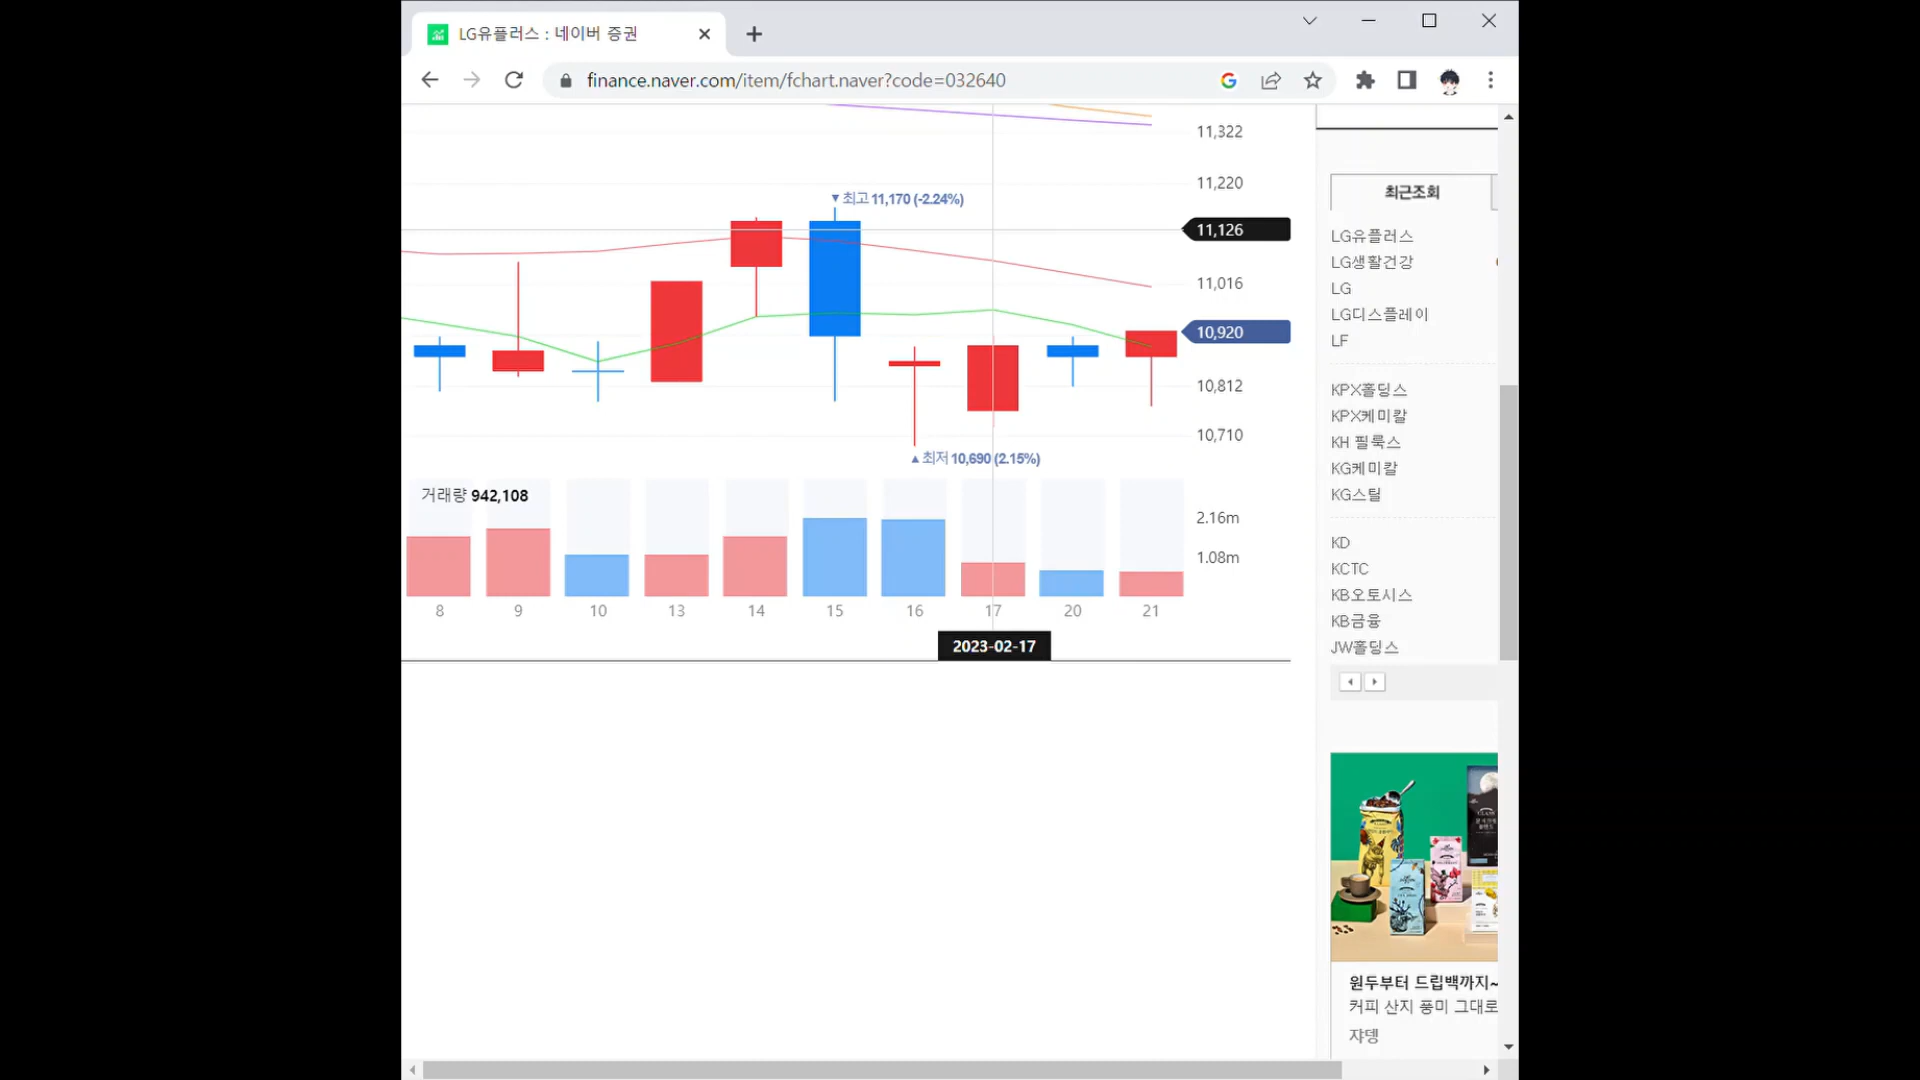 LG유플러스 : 네이버 증권
finance.naver.com/item/fchart.naver?code=032640
11,322
11,220
11,126
11,016
10,920
10,812
10,710
▼최고 11,170 (-2.24%)
▲최저 10,690 (2.15%)
거래량 942,108
2.16m
1.08m
8 9 10 13 14 15 16 17 20 21
2023-02-17
최근조회
LG유플러스
LG생활건강
LG
LG디스플레이
LF
KPX홀딩스
KPX케미칼
KH 필룩스
KG케미칼
KG스틸
KD
KCTC
KB오토시스
KB금융
JW홀딩스
원두부터 드립백까지~
커피 산지 풍미 그대로
쟈뎅